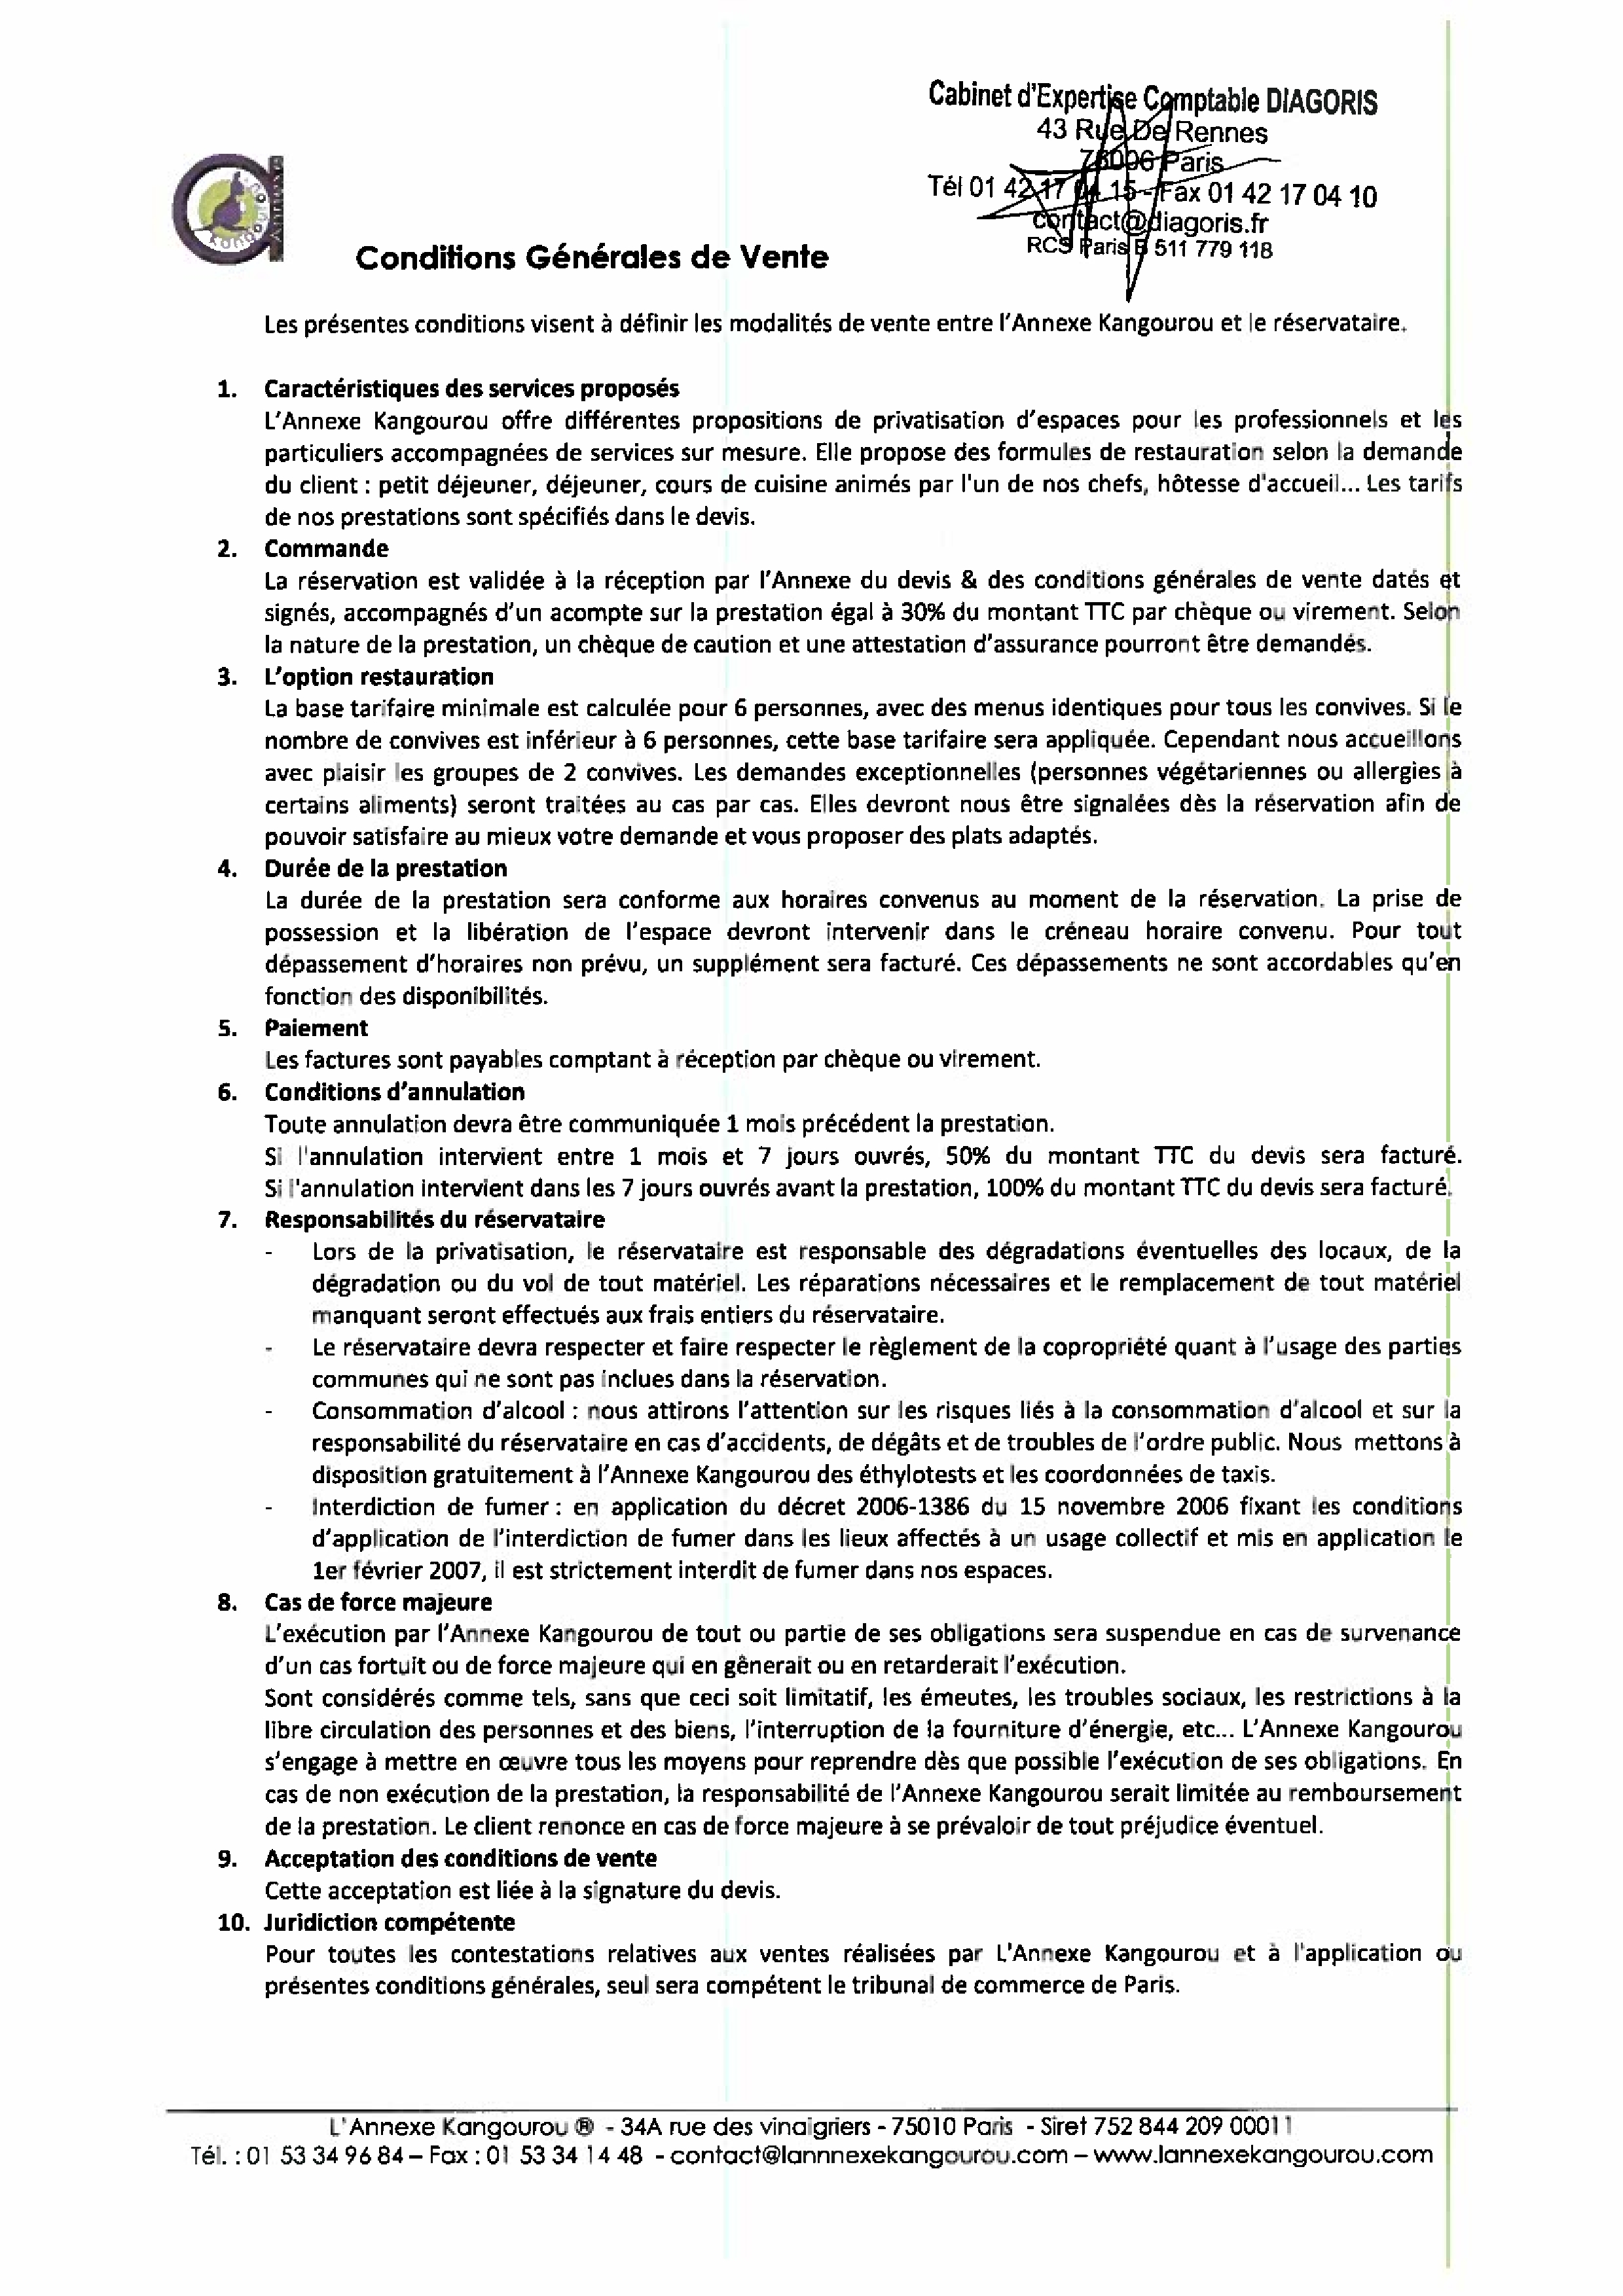 Cabinet d'Expertise Comptable DIAGORIS
43 Rue De Rennes
75006 Paris
Tél 01 42 17 04 15 - Fax 01 42 17 04 10
contact@diagoris.fr
RCS Paris B 511 779 118
kangourou
Conditions Générales de Vente
Les présentes conditions visent à définir les modalités de vente entre l'Annexe Kangourou et le réservataire.
1. Caractéristiques des services proposés
L'Annexe Kangourou offre différentes propositions de privatisation d'espaces pour les professionnels et les
particuliers accompagnées de services sur mesure. Elle propose des formules de restauration selon la demande
du client : petit déjeuner, déjeuner, cours de cuisine animés par l'un de nos chefs, hôtesse d'accueil... Les tarifs
de nos prestations sont spécifiés dans le devis.
2. Commande
La réservation est validée à la réception par l'Annexe du devis & des conditions générales de vente datés et
signés, accompagnés d'un acompte sur la prestation égal à 30% du montant TTC par chèque ou virement. Selon
la nature de la prestation, un chèque de caution et une attestation d'assurance pourront être demandés.
3. L'option restauration
La base tarifaire minimale est calculée pour 6 personnes, avec des menus identiques pour tous les convives. Si le
nombre de convives est inférieur à 6 personnes, cette base tarifaire sera appliquée. Cependant nous accueillons
avec plaisir les groupes de 2 convives. Les demandes exceptionnelles (personnes végétariennes ou allergies à
certains aliments) seront traitées au cas par cas. Elles devront nous être signalées dès la réservation afin de
pouvoir satisfaire au mieux votre demande et vous proposer des plats adaptés.
4. Durée de la prestation
La durée de la prestation sera conforme aux horaires convenus au moment de la réservation. La prise de
possession et la libération de l'espace devront intervenir dans le créneau horaire convenu. Pour tout
dépassement d'horaires non prévu, un supplément sera facturé. Ces dépassements ne sont accordables qu'en
fonction des disponibilités.
5. Paiement
Les factures sont payables comptant à réception par chèque ou virement.
6. Conditions d'annulation
Toute annulation devra être communiquée 1 mois précédent la prestation.
Si l'annulation intervient entre 1 mois et 7 jours ouvrés, 50% du montant TTC du devis sera facturé.
Si l'annulation intervient dans les 7 jours ouvrés avant la prestation, 100% du montant TTC du devis sera facturé.
7. Responsabilités du réservataire
- Lors de la privatisation, le réservataire est responsable des dégradations éventuelles des locaux, de la
dégradation ou du vol de tout matériel. Les réparations nécessaires et le remplacement de tout matériel
manquant seront effectués aux frais entiers du réservataire.
- Le réservataire devra respecter et faire respecter le règlement de la copropriété quant à l'usage des parties
communes qui ne sont pas inclues dans la réservation.
- Consommation d'alcool : nous attirons l'attention sur les risques liés à la consommation d'alcool et sur la
responsabilité du réservataire en cas d'accidents, de dégâts et de troubles de l'ordre public. Nous mettons à
disposition gratuitement à l'Annexe Kangourou des éthylotests et les coordonnées de taxis.
- Interdiction de fumer : en application du décret 2006-1386 du 15 novembre 2006 fixant les conditions
d'application de l'interdiction de fumer dans les lieux affectés à un usage collectif et mis en application le
1er février 2007, il est strictement interdit de fumer dans nos espaces.
8. Cas de force majeure
L'exécution par l'Annexe Kangourou de tout ou partie de ses obligations sera suspendue en cas de survenance
d'un cas fortuit ou de force majeure qui en gênerait ou en retarderait l'exécution.
Sont considérés comme tels, sans que ceci soit limitatif, les émeutes, les troubles sociaux, les restrictions à la
libre circulation des personnes et des biens, l'interruption de la fourniture d'énergie, etc... L'Annexe Kangourou
s'engage à mettre en œuvre tous les moyens pour reprendre dès que possible l'exécution de ses obligations. En
cas de non exécution de la prestation, la responsabilité de l'Annexe Kangourou serait limitée au remboursement
de la prestation. Le client renonce en cas de force majeure à se prévaloir de tout préjudice éventuel.
9. Acceptation des conditions de vente
Cette acceptation est liée à la signature du devis.
10. Juridiction compétente
Pour toutes les contestations relatives aux ventes réalisées par L'Annexe Kangourou et à l'application ou
présentes conditions générales, seul sera compétent le tribunal de commerce de Paris.
L'Annexe Kangourou ® - 34A rue des vinaigriers - 75010 Paris - Siret 752 844 209 00011
Tél. : 01 53 34 96 84 – Fax : 01 53 34 14 48 - contact@lannnexekangourou.com – www.lannexekangourou.com